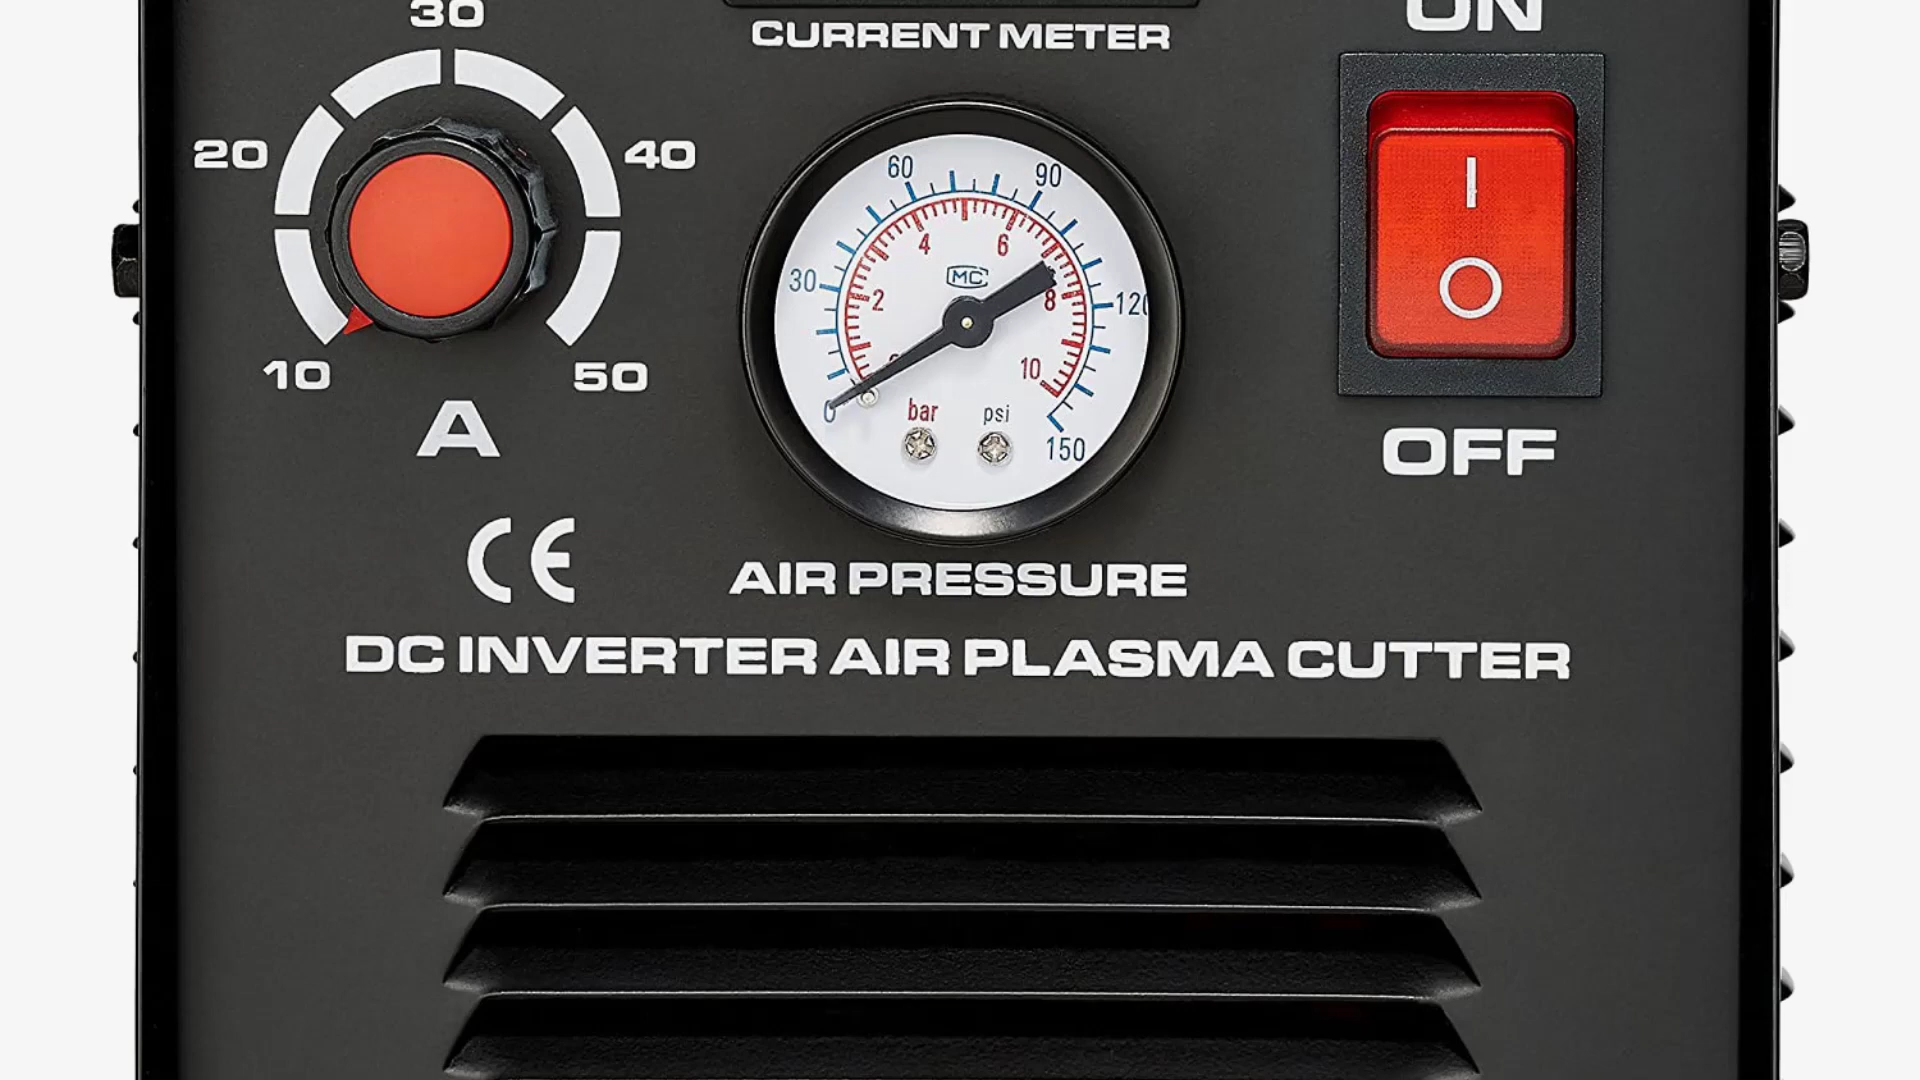 30
20
40
10
50
A
CURRENT METER
60
90
30
120
4
6
2
8
MC
10
0
bar
psi
150
AIR PRESSURE
ON
I
O
OFF
CE
DC INVERTER AIR PLASMA CUTTER